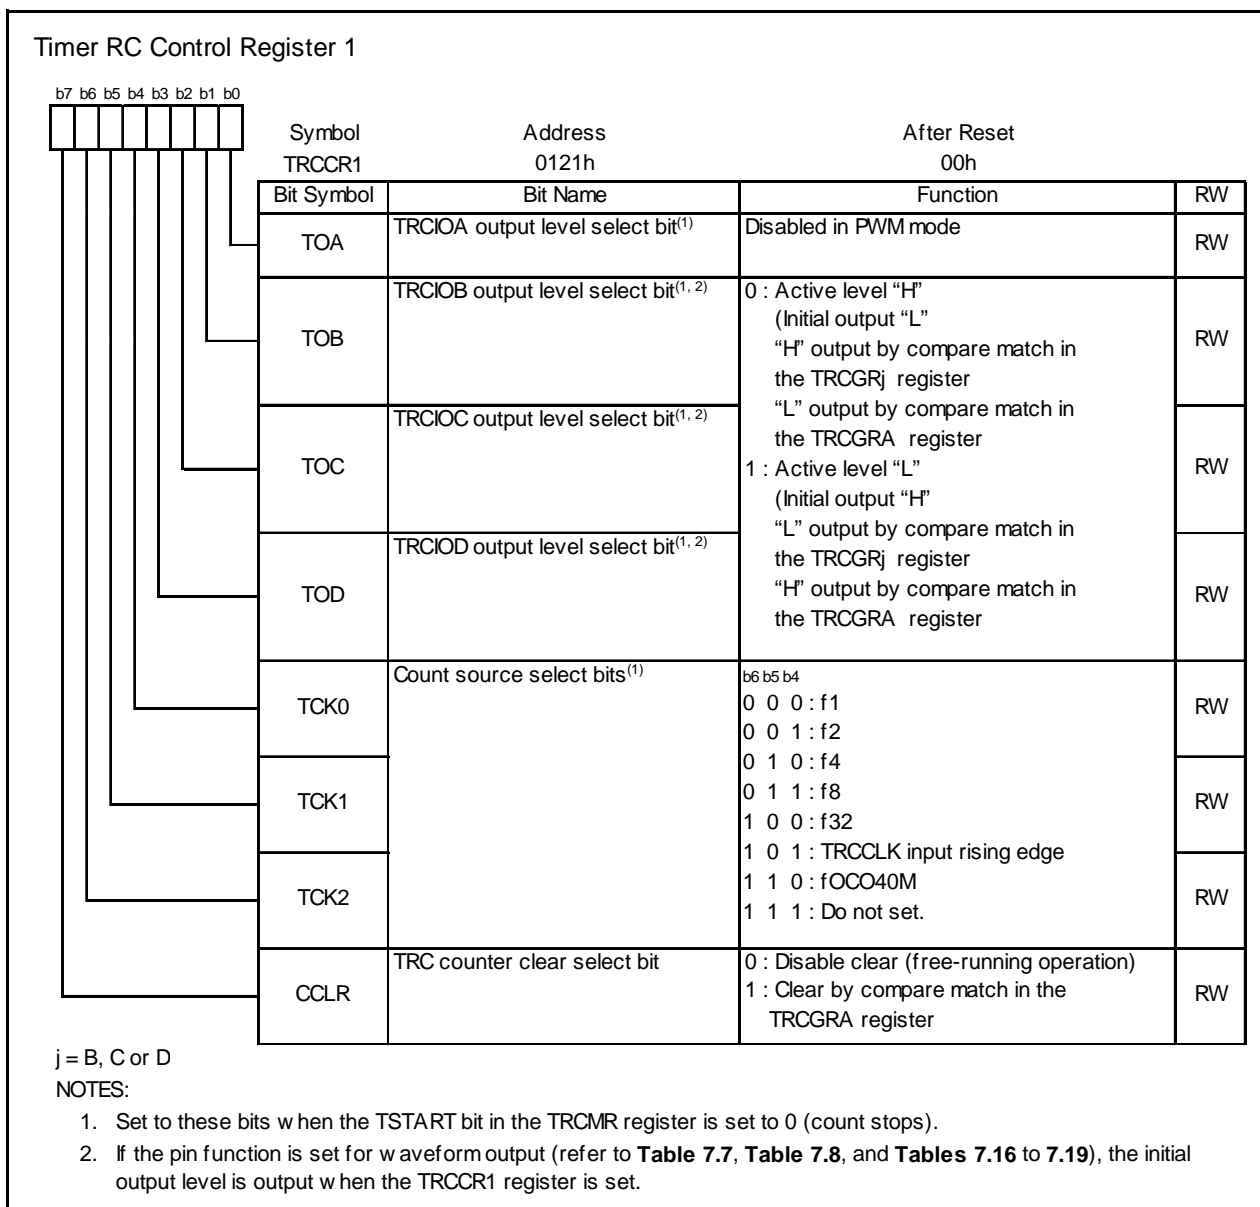 Timer RC Control Register 1
b7 b6 b5 b4 b3 b2 b1 b0
Symbol Address After Reset
TRCCR1 0121h 00h
Bit Symbol Bit Name Function RW
TOA TRCIOA output level select bit(1) Disabled in PWM mode RW
TOB TRCIOB output level select bit(1, 2) RW
0 : Active level “H”
(Initial output “L”
“H” output by compare match in
the TRCGRj register
“L” output by compare match in
the TRCGRA register
1 : Active level “L”
(Initial output “H”
“L” output by compare match in
the TRCGRj register
“H” output by compare match in
the TRCGRA register
TOC TRCIOC output level select bit(1, 2) RW
TOD TRCIOD output level select bit(1, 2) RW
TCK0 Count source select bits(1) RW
b6 b5 b4
0 0 0 : f1
0 0 1 : f2
0 1 0 : f4
0 1 1 : f8
1 0 0 : f32
1 0 1 : TRCCLK input rising edge
1 1 0 : fOCO40M
1 1 1 : Do not set.
TCK1 RW
TCK2 RW
CCLR TRC counter clear select bit RW
0 : Disable clear (free-running operation)
1 : Clear by compare match in the
TRCGRA register
j = B, C or D
NOTES:
1. Set to these bits when the TSTART bit in the TRCMR register is set to 0 (count stops).
2. If the pin function is set for waveform output (refer to Table 7.7, Table 7.8, and Tables 7.16 to 7.19), the initial
output level is output when the TRCCR1 register is set.